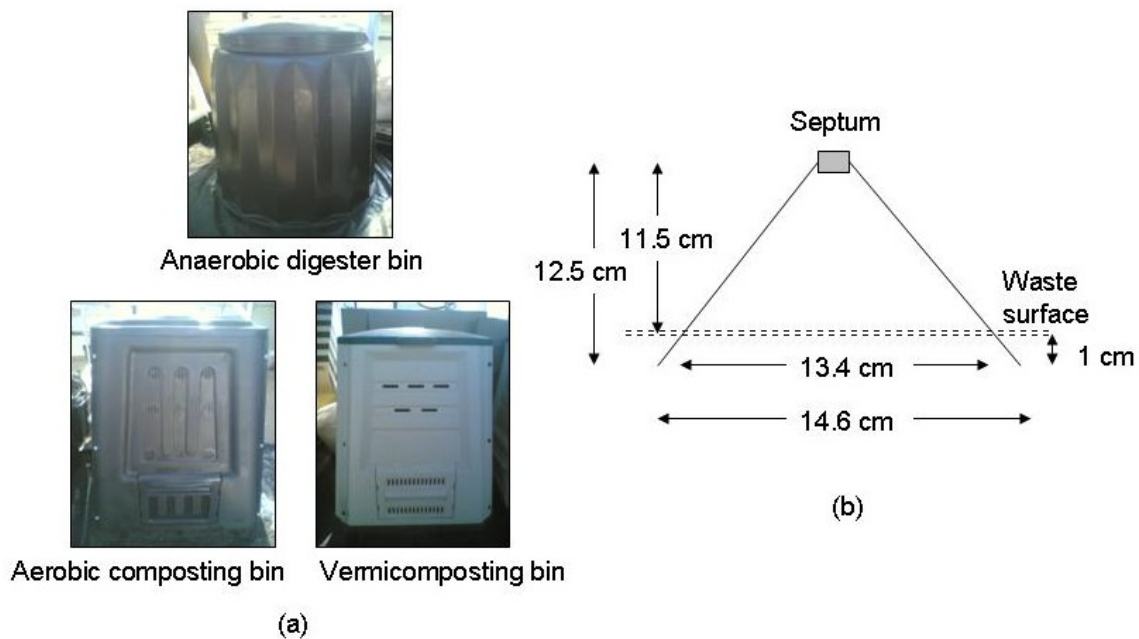 Anaerobic digester bin
Aerobic composting bin
Vermicomposting bin
(a)
Septum
11.5 cm
12.5 cm
Waste
surface
1 cm
13.4 cm
14.6 cm
(b)